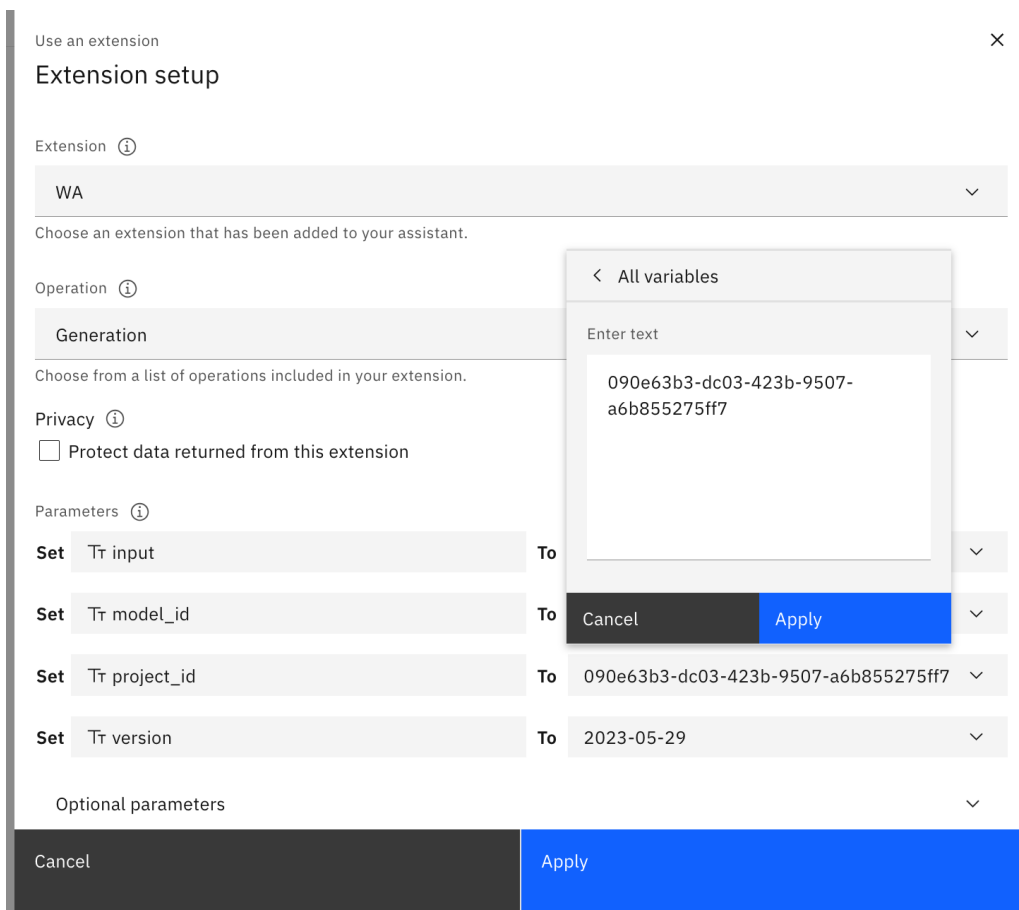 Use an extension
Extension setup
Extension
WA
Choose an extension that has been added to your assistant.
Operation
Generation
Choose from a list of operations included in your extension.
Privacy
Protect data returned from this extension
All variables
Enter text
090e63b3-dc03-423b-9507-
a6b855275ff7
Cancel
Apply
Parameters
Set Tт input To
Set Tт model_id To
Set Tт project_id To 090e63b3-dc03-423b-9507-a6b855275ff7
Set Tт version To 2023-05-29
Optional parameters
Cancel
Apply